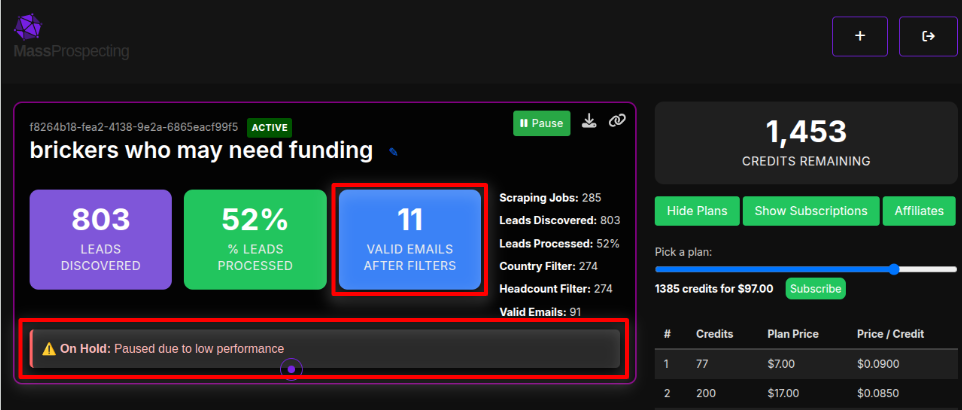 MassProspecting
f8264b18-fea2-4138-9e2a-6865eacf99f5 ACTIVE
Pause
brickers who may need funding
803
LEADS
DISCOVERED
52%
% LEADS
PROCESSED
11
VALID EMAILS
AFTER FILTERS
Scraping Jobs: 285
Leads Discovered: 803
Leads Processed: 52%
Country Filter: 274
Headcount Filter: 274
Valid Emails: 91
⚠️ On Hold: Paused due to low performance
1,453
CREDITS REMAINING
Hide Plans Show Subscriptions Affiliates
Pick a plan:
1385 credits for $97.00 Subscribe
# Credits Plan Price Price / Credit
1 77 $7.00 $0.0900
2 200 $17.00 $0.0850